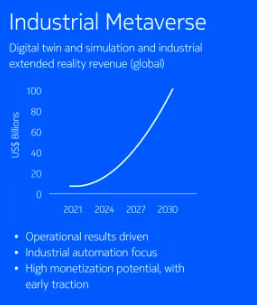 Industrial Metaverse
Digital twin and simulation and industrial
extended reality revenue (global)
US$ Billions
100
80
60
40
20
0
2021 2024 2027 2030
• Operational results driven
• Industrial automation focus
• High monetization potential, with
early traction